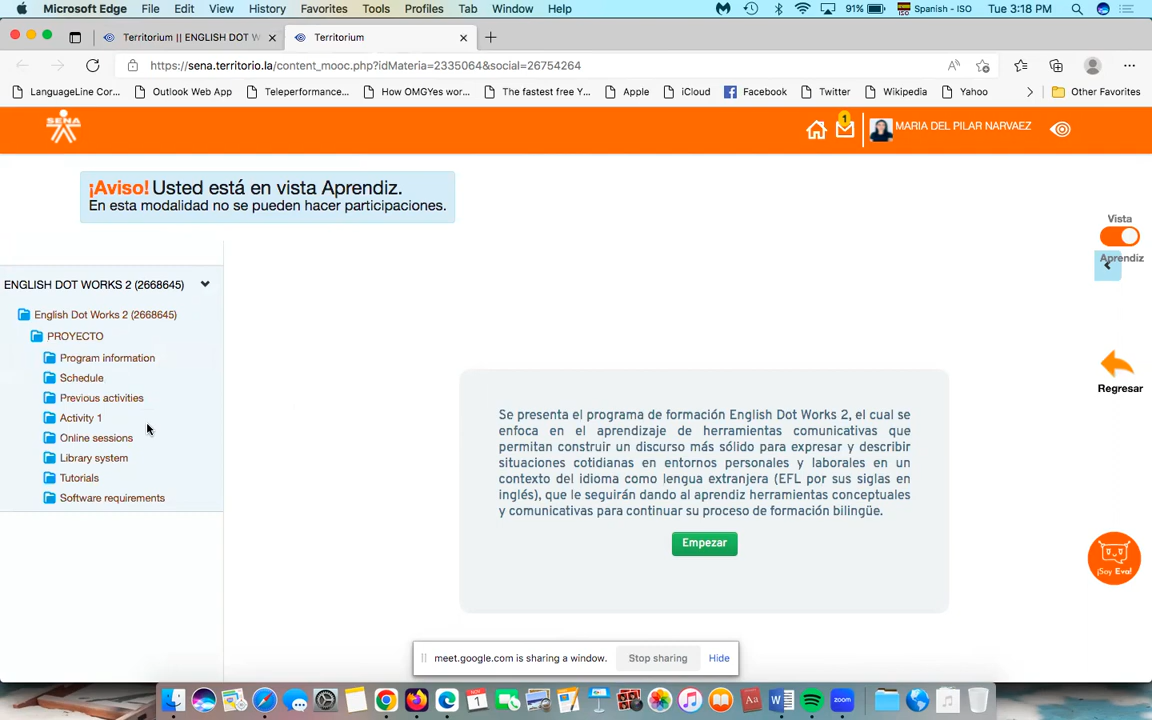 Microsoft Edge File Edit View History Favorites Tools Profiles Tab Window Help 91% Spanish - ISO Tue 3:18 PM
Territorium || ENGLISH DOT W
Territorium
https://sena.territorio.la/content_mooc.php?idMateria=2335064&social=26754264
LanguageLine Cor... Outlook Web App Teleperformance... How OMGYes wor... The fastest free Y... Apple iCloud Facebook Twitter Wikipedia Yahoo Other Favorites
SENA
1
MARIA DEL PILAR NARVAEZ
¡Aviso! Usted está en vista Aprendiz.
En esta modalidad no se pueden hacer participaciones.
Vista
Aprendiz
ENGLISH DOT WORKS 2 (2668645)
English Dot Works 2 (2668645)
PROYECTO
Program information
Schedule
Previous activities
Activity 1
Online sessions
Library system
Tutorials
Software requirements
Regresar
Se presenta el programa de formación English Dot Works 2, el cual se
enfoca en el aprendizaje de herramientas comunicativas que
permitan construir un discurso más sólido para expresar y describir
situaciones cotidianas en entornos personales y laborales en un
contexto del idioma como lengua extranjera (EFL por sus siglas en
inglés), que le seguirán dando al aprendiz herramientas conceptuales
y comunicativas para continuar su proceso de formación bilingüe.
Empezar
¡Soy Eva!
meet.google.com is sharing a window. Stop sharing Hide
NOV
1
zoom